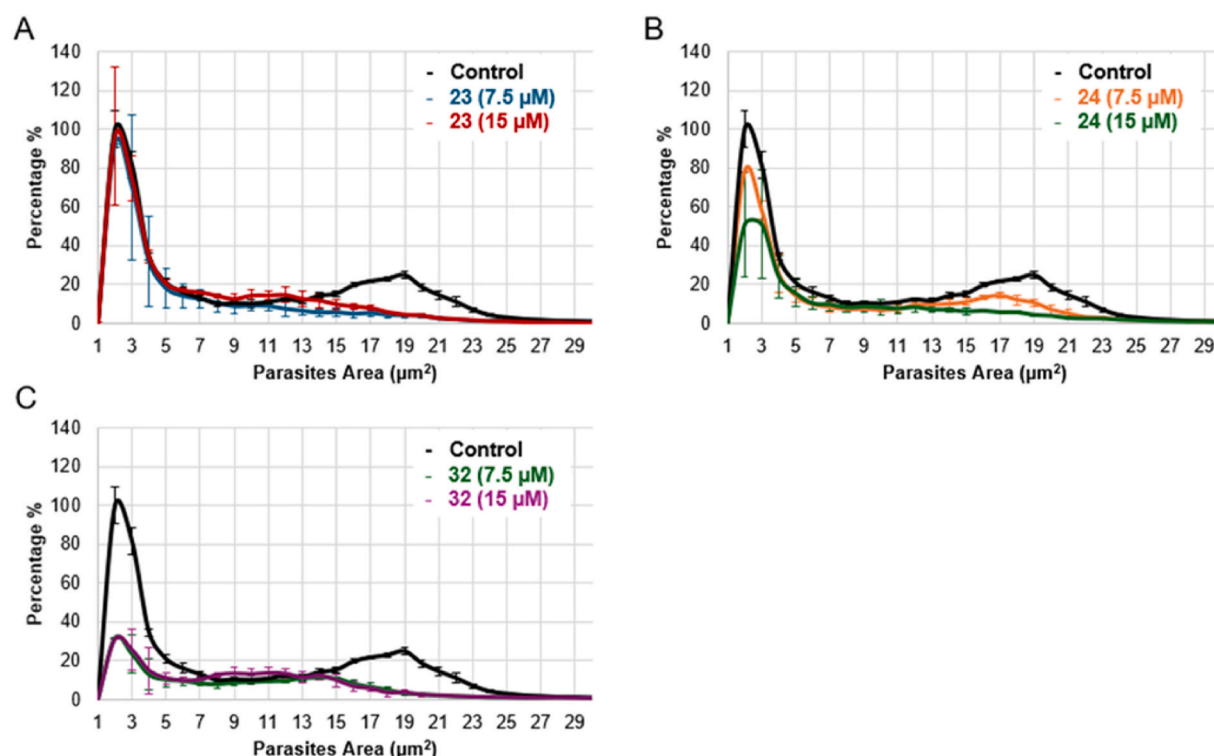 A
Percentage %
140
120
100
80
60
40
20
0
- Control
- 23 (7.5 µM)
- 23 (15 µM)
1 3 5 7 9 11 13 15 17 19 21 23 25 27 29
Parasites Area (µm²)
B
Percentage %
140
120
100
80
60
40
20
0
- Control
- 24 (7.5 µM)
- 24 (15 µM)
1 3 5 7 9 11 13 15 17 19 21 23 25 27 29
Parasites Area (µm²)
C
Percentage %
140
120
100
80
60
40
20
0
- Control
- 32 (7.5 µM)
- 32 (15 µM)
1 3 5 7 9 11 13 15 17 19 21 23 25 27 29
Parasites Area (µm²)